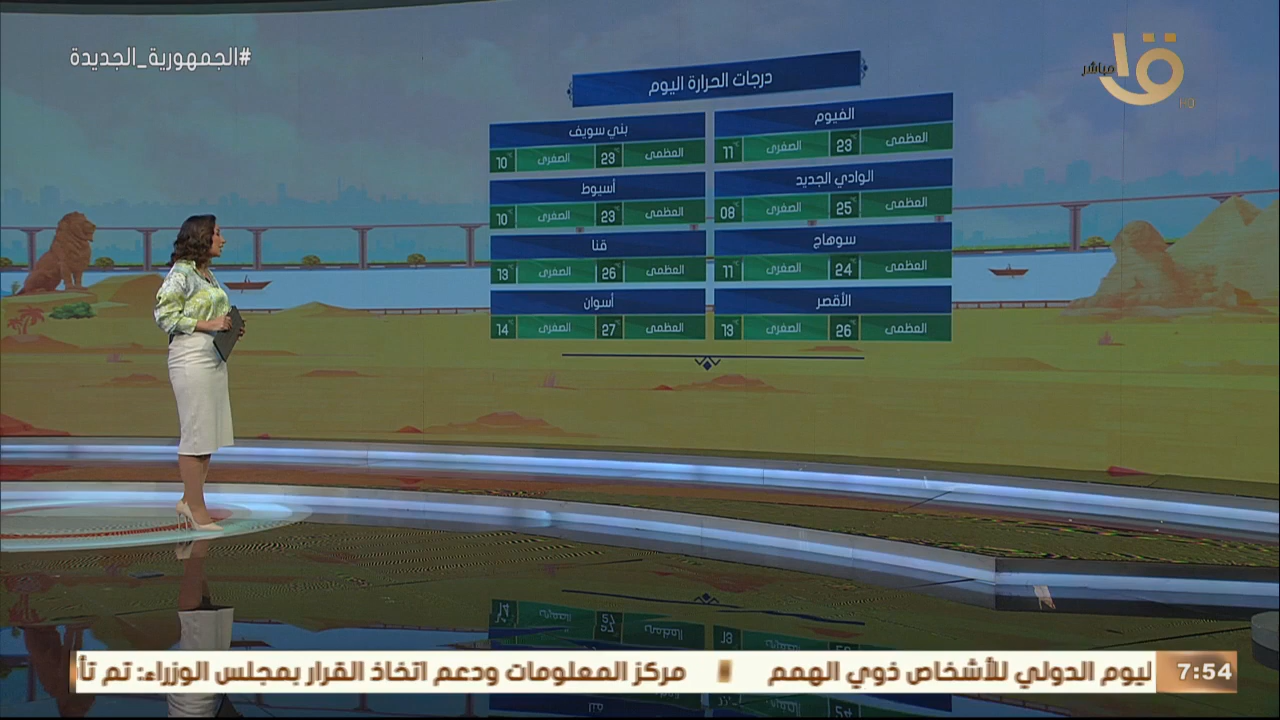 #الجمهورية_الجديدة
مباشر
HD
درجات الحرارة اليوم
الفيوم
العظمى 23 الصغرى 11
بني سويف
العظمى 23 الصغرى 10
الوادي الجديد
العظمى 25 الصغرى 08
أسيوط
العظمى 23 الصغرى 10
سوهاج
العظمى 24 الصغرى 11
قنا
العظمى 26 الصغرى 13
الأقصر
العظمى 26 الصغرى 13
أسوان
العظمى 27 الصغرى 14
7:54
ليوم الدولي للأشخاص ذوي الهمم مركز المعلومات ودعم اتخاذ القرار بمجلس الوزراء: تم تأ